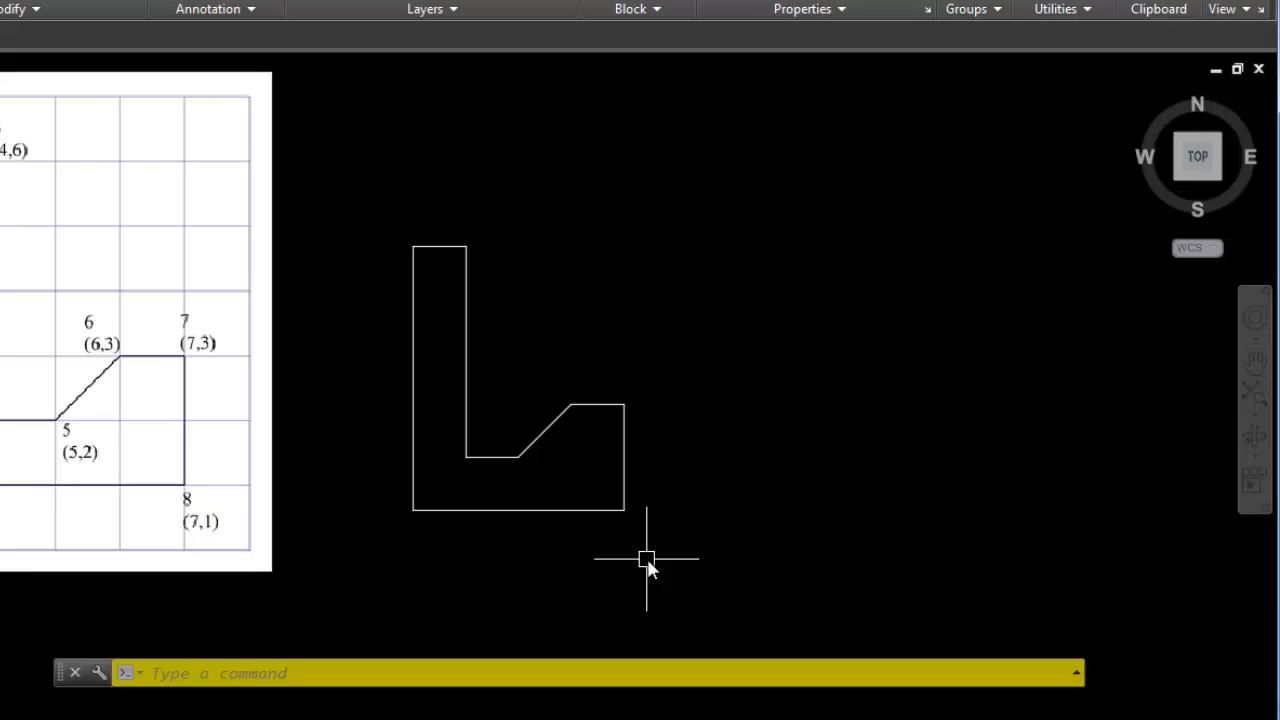 odify Annotation Layers Block Properties Groups Utilities Clipboard View
N
W TOP E
S
WCS
4,6)
6 7
(6,3) (7,3)
5
(5,2)
8
(7,1)
Type a command